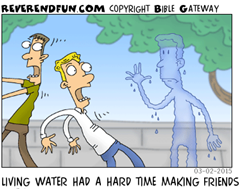 REVERENDFUN.COM COPYRIGHT BIBLE GATEWAY
03-02-2015
LIVING WATER HAD A HARD TIME MAKING FRIENDS